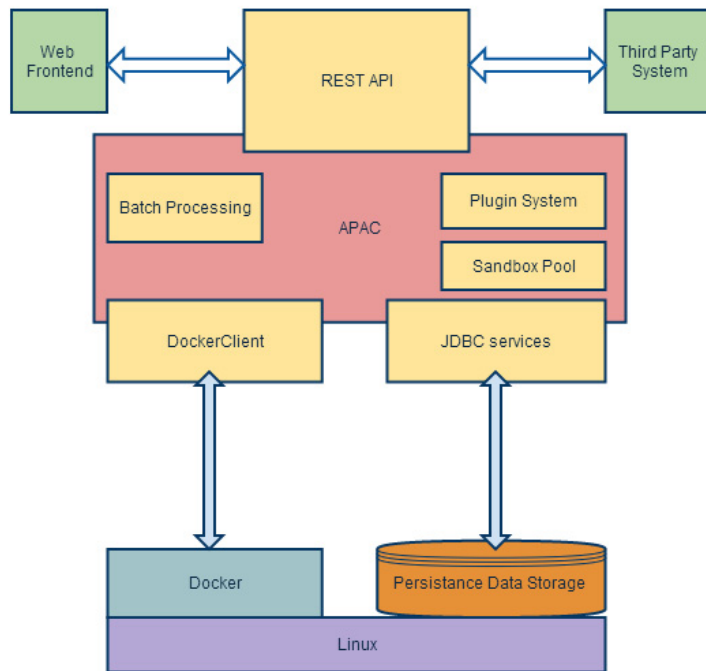 Web
Frontend
REST API
Third Party
System
Batch Processing
Plugin System
APAC
Sandbox Pool
DockerClient
JDBC services
Docker
Persistance Data Storage
Linux